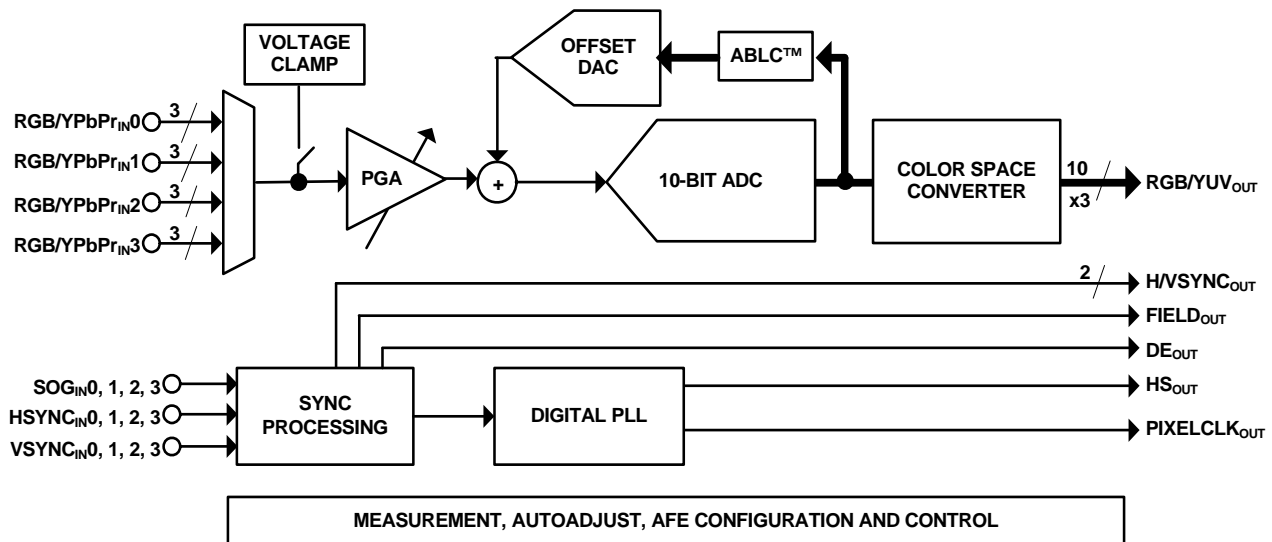 VOLTAGE
CLAMP
OFFSET
DAC
ABLC™
RGB/YPbPrIN0
3
RGB/YPbPrIN1
3
RGB/YPbPrIN2
3
RGB/YPbPrIN3
3
PGA
+
10-BIT ADC
COLOR SPACE
CONVERTER
10
x3
RGB/YUVOUT
2
H/VSYNCOUT
FIELDOUT
DEOUT
HSOUT
PIXELCLKOUT
SOGIN0, 1, 2, 3
HSYNCIN0, 1, 2, 3
VSYNCIN0, 1, 2, 3
SYNC
PROCESSING
DIGITAL PLL
MEASUREMENT, AUTOADJUST, AFE CONFIGURATION AND CONTROL